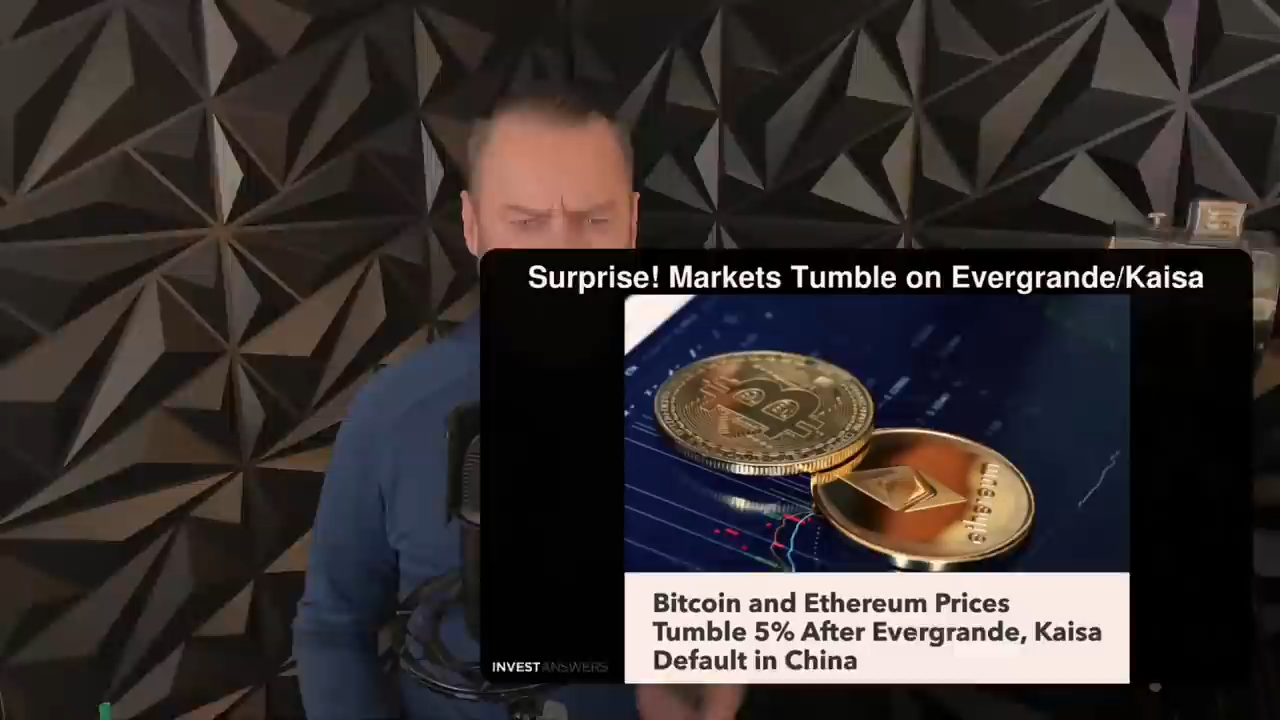 Surprise! Markets Tumble on Evergrande/Kaisa
ethereum
Bitcoin and Ethereum Prices
Tumble 5% After Evergrande, Kaisa
Default in China
INVESTANSWERS